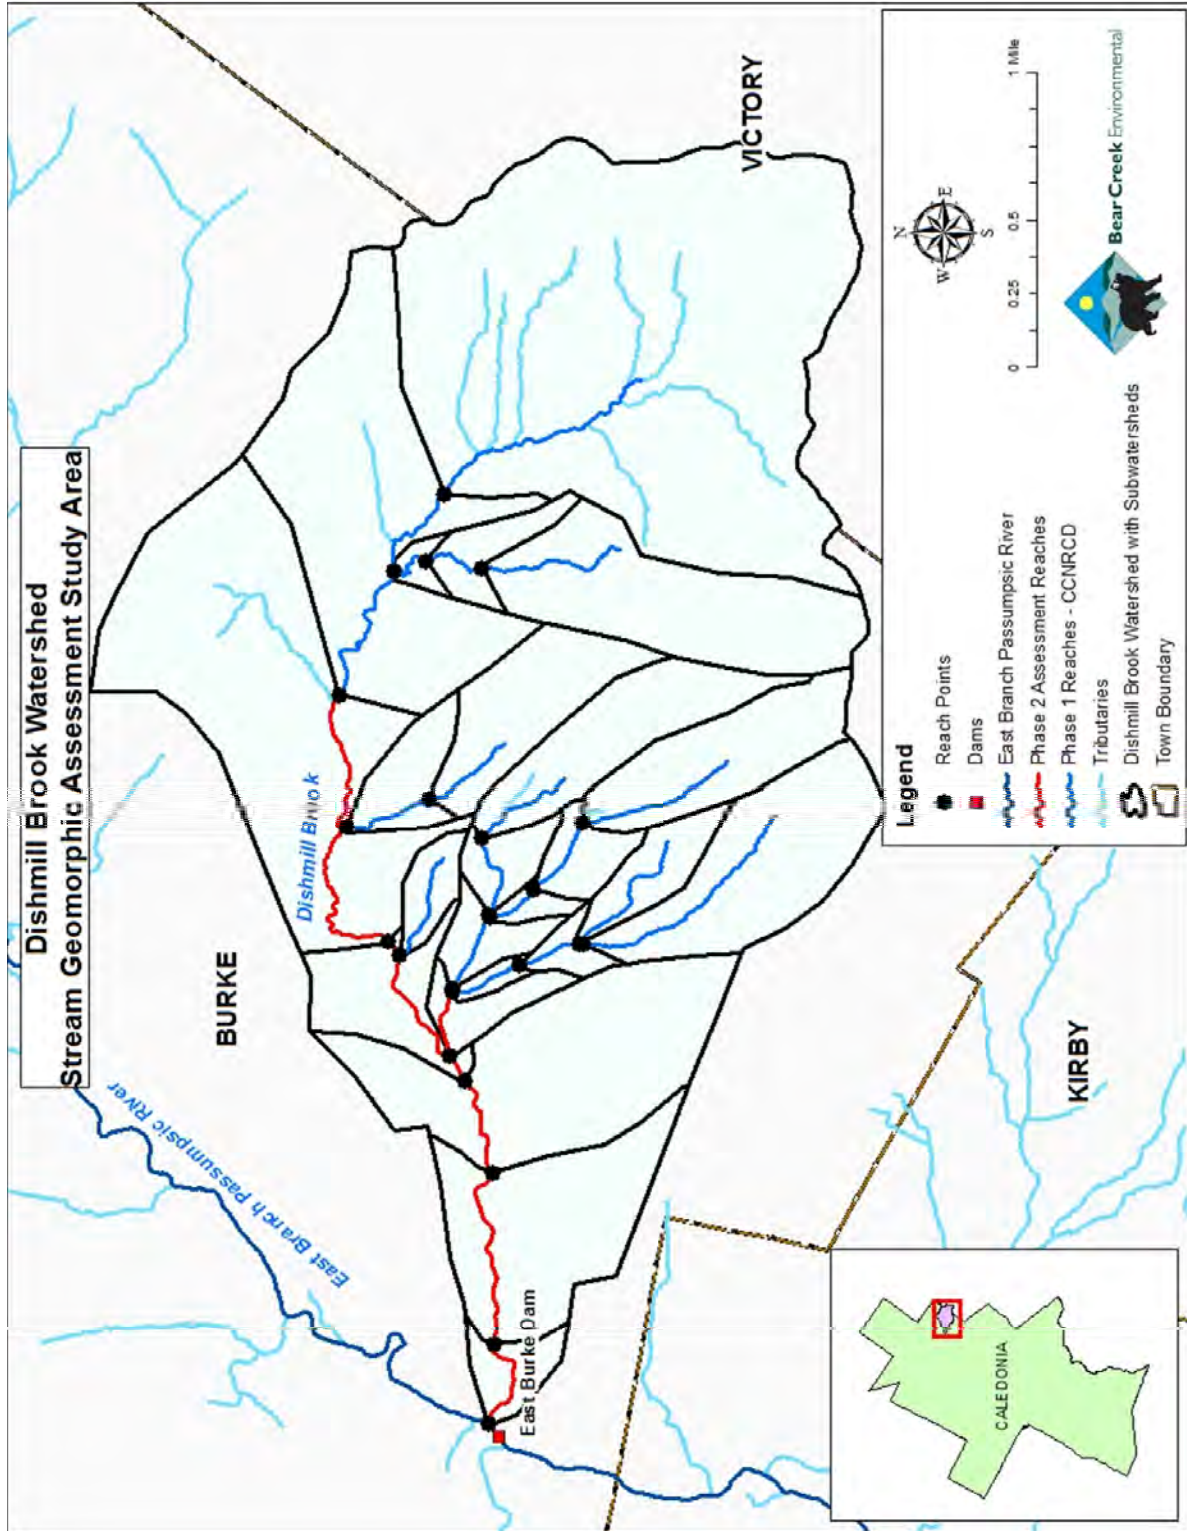 Dishmill Brook Watershed
Stream Geomorphic Assessment Study Area
VICTORY
BURKE
KIRBY
Dishmill Brook
East Branch Passumpsic River
East Burke Dam
CALEDONIA
Legend
Reach Points
Dams
East Branch Passumpsic River
Phase 2 Assessment Reaches
Phase 1 Reaches - CCNRCD
Tributaries
Dishmill Brook Watershed with Subwatersheds
Town Boundary
N
W
E
S
0
0.25
0.5
1 Mile
Bear Creek Environmental